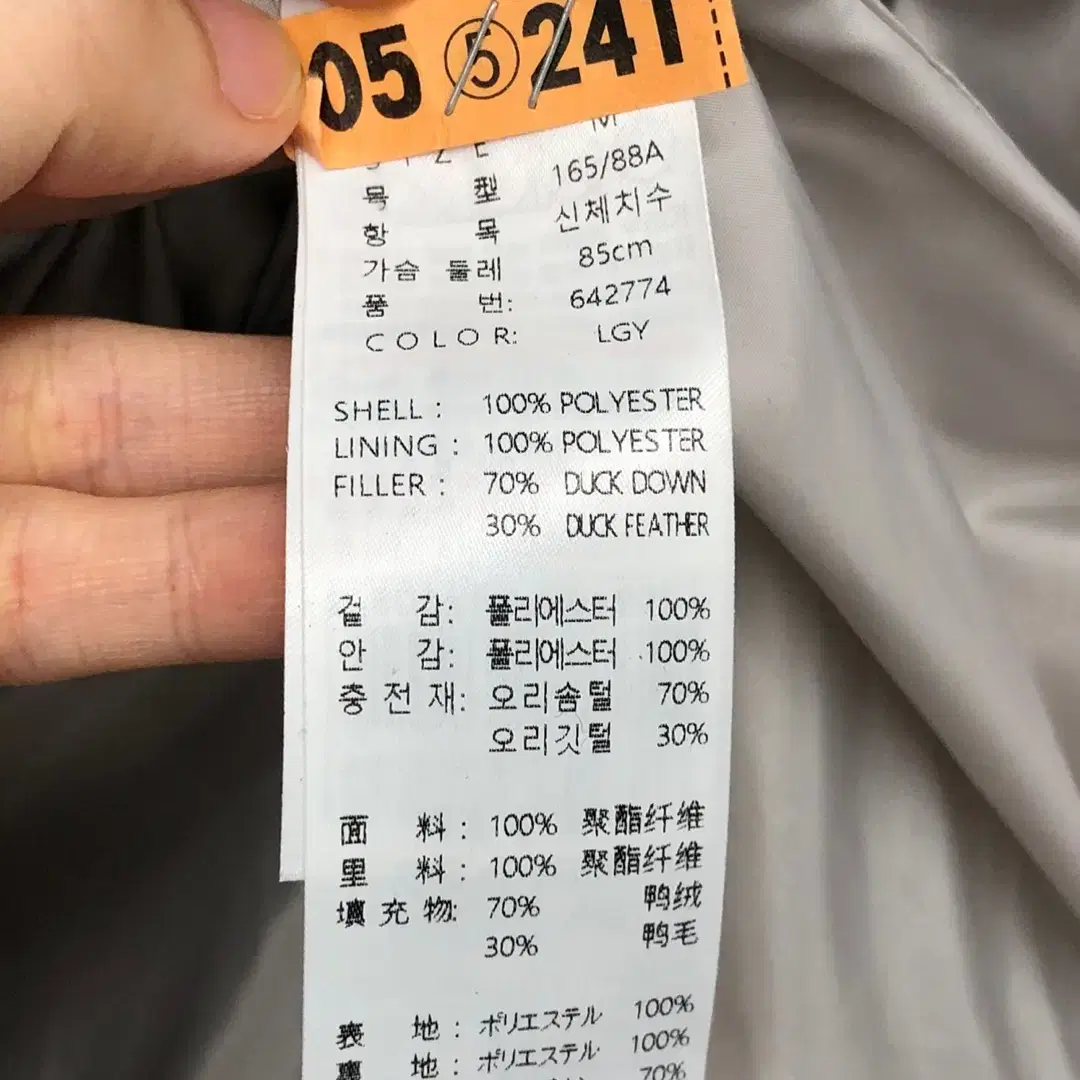 05 ⑤ 241
SIZE M
号 型 165/88A
항 목 신체치수
가슴 둘레 85cm
품 번: 642774
COLOR: LGY
SHELL : 100% POLYESTER
LINING : 100% POLYESTER
FILLER : 70% DUCK DOWN
30% DUCK FEATHER
겉 감: 폴리에스터 100%
안 감: 폴리에스터 100%
충전재: 오리솜털 70%
오리깃털 30%
面 料 : 100% 聚酯纤维
里 料 : 100% 聚酯纤维
填充物: 70% 鸭绒
30% 鸭毛
表 地 : ポリエステル 100%
裏 地 : ポリエステル 100%
70%